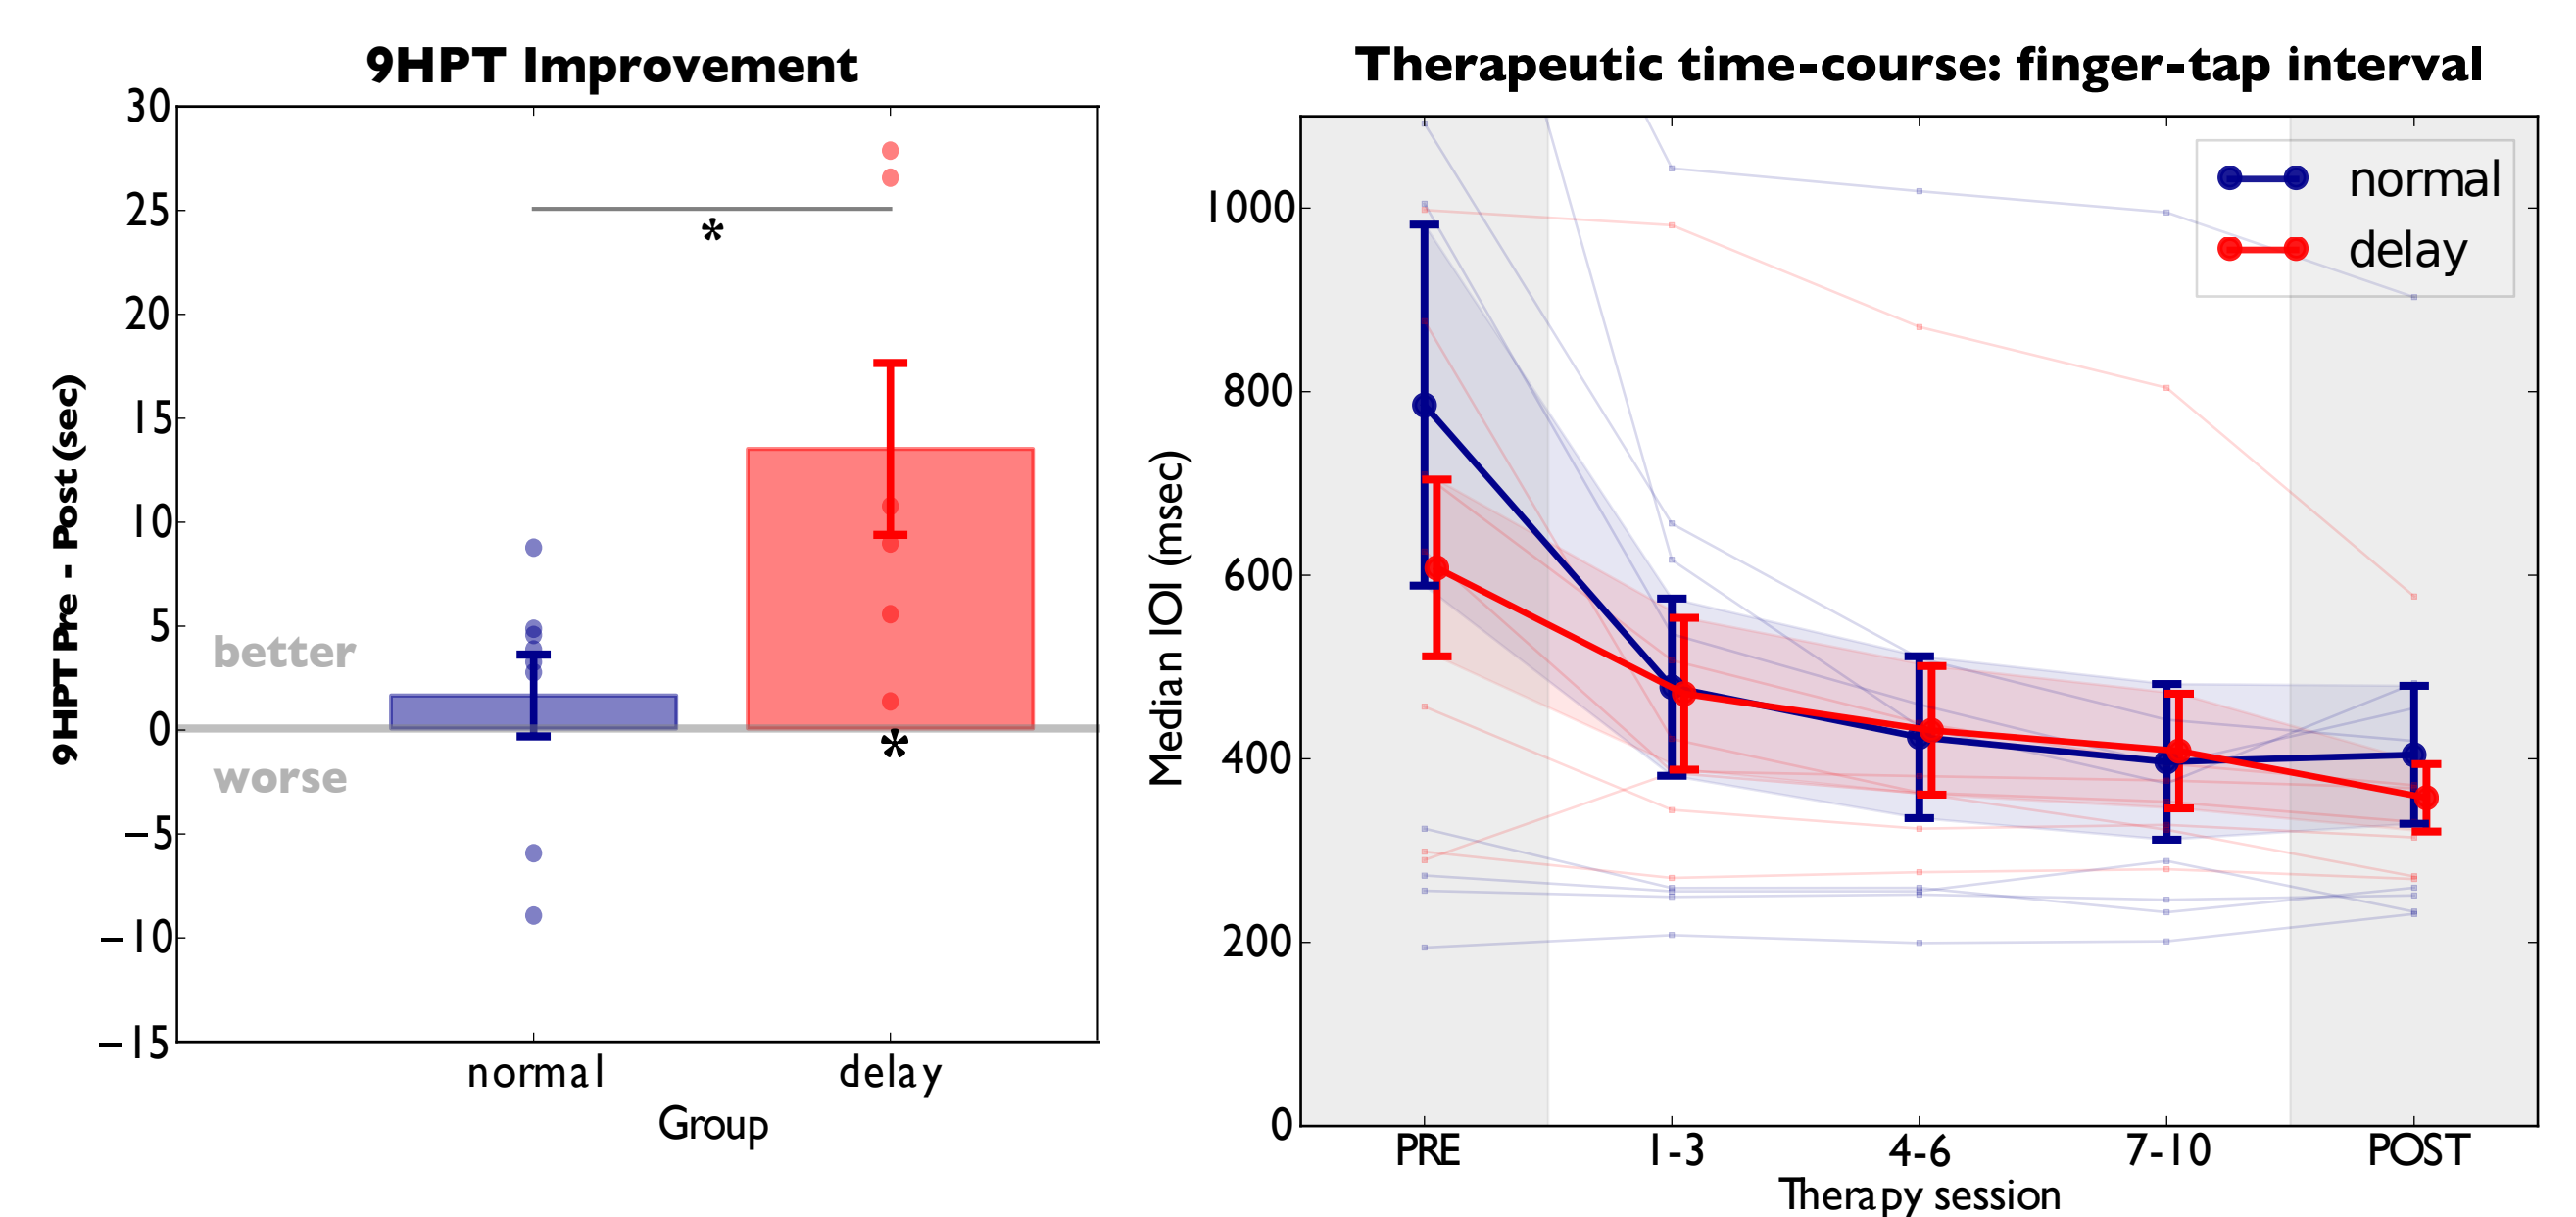 9HPT Improvement
9HPT Pre - Post (sec)
30
25
20
15
10
5
0
−5
−10
−15
*
better
worse
*
normal
delay
Group
Therapeutic time-course: finger-tap interval
Median IOI (msec)
1000
800
600
400
200
0
normal
delay
PRE
1-3
4-6
7-10
POST
Therapy session